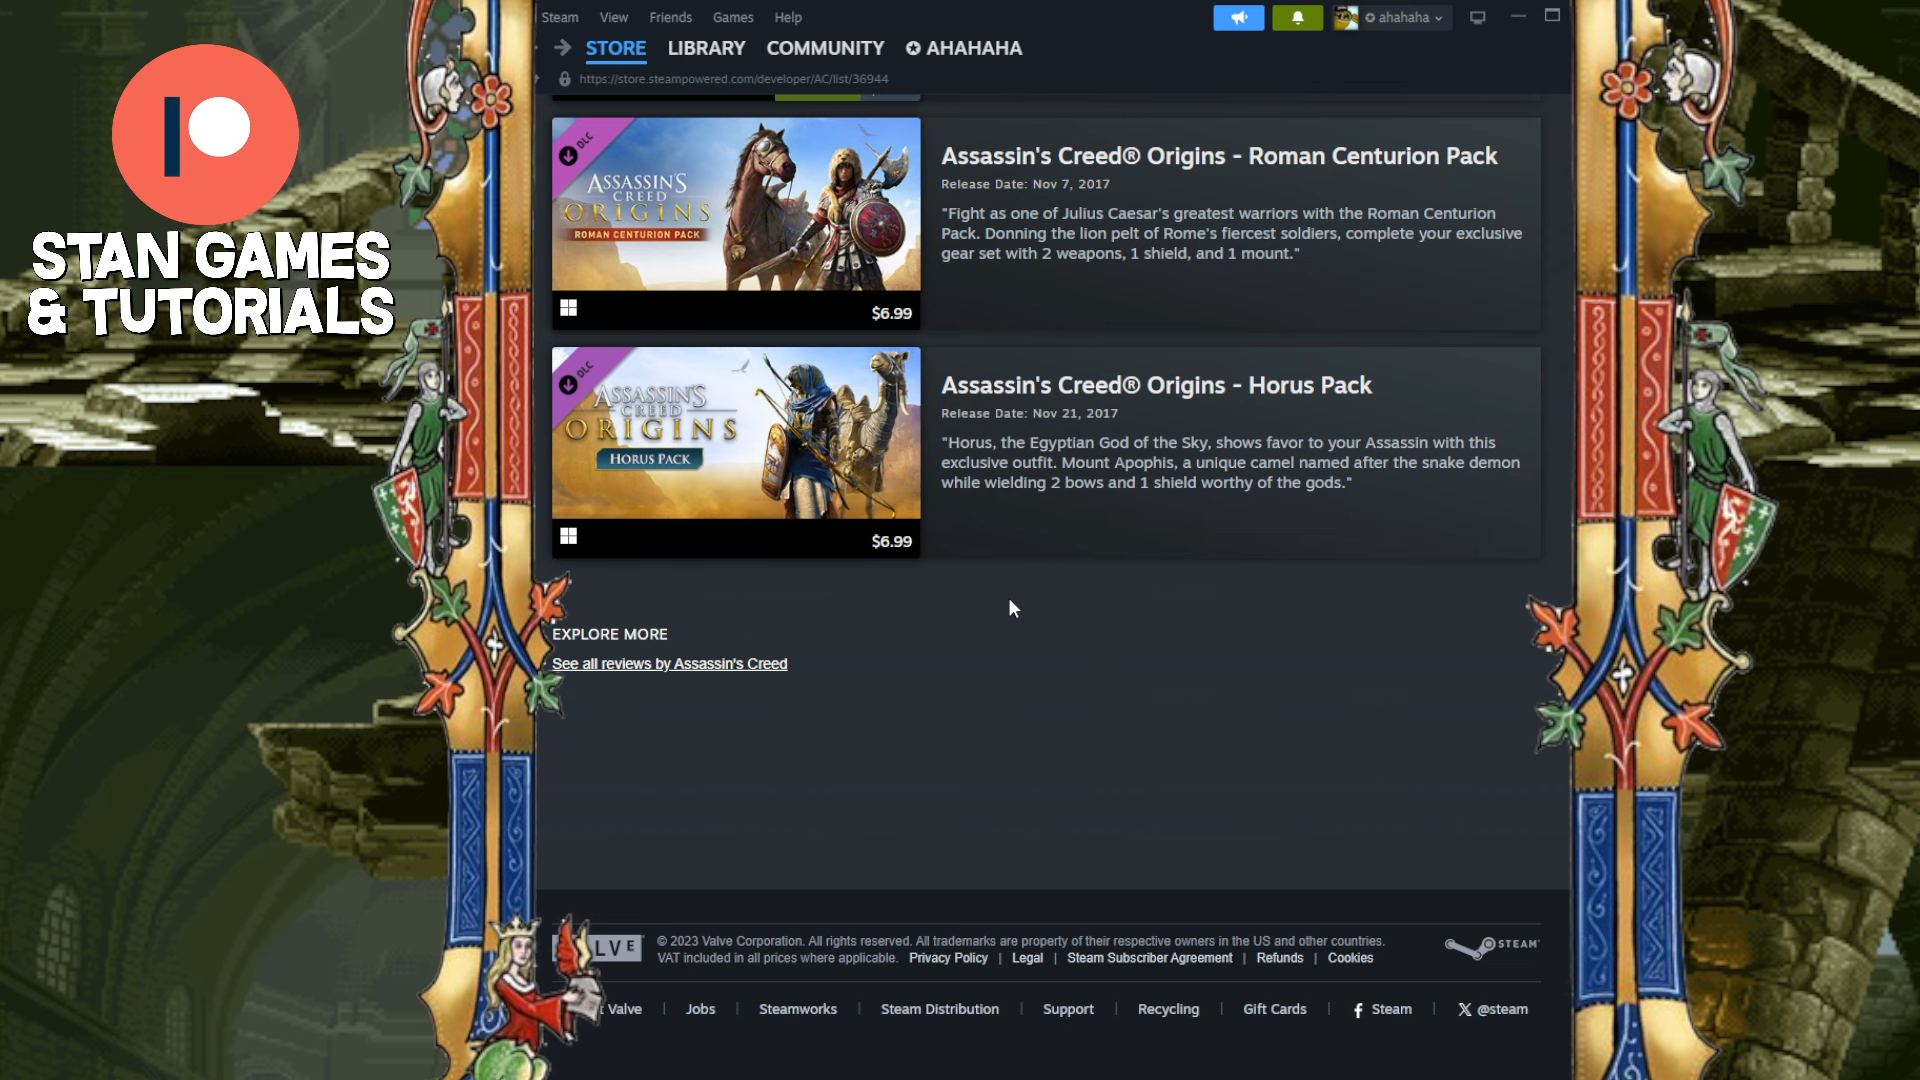 Steam View Friends Games Help
ahahaha
STORE LIBRARY COMMUNITY AHAHAHA
https://store.steampowered.com/developer/AC/list/36944
STAN GAMES
& TUTORIALS
DLC
ASSASSIN'S
CREED
ORIGINS
ROMAN CENTURION PACK
$6.99
Assassin's Creed® Origins - Roman Centurion Pack
Release Date: Nov 7, 2017
"Fight as one of Julius Caesar's greatest warriors with the Roman Centurion
Pack. Donning the lion pelt of Rome's fiercest soldiers, complete your exclusive
gear set with 2 weapons, 1 shield, and 1 mount."
DLC
ASSASSIN'S
CREED
ORIGINS
HORUS PACK
$6.99
Assassin's Creed® Origins - Horus Pack
Release Date: Nov 21, 2017
"Horus, the Egyptian God of the Sky, shows favor to your Assassin with this
exclusive outfit. Mount Apophis, a unique camel named after the snake demon
while wielding 2 bows and 1 shield worthy of the gods."
EXPLORE MORE
See all reviews by Assassin's Creed
LVE
© 2023 Valve Corporation. All rights reserved. All trademarks are property of their respective owners in the US and other countries.
VAT included in all prices where applicable. Privacy Policy | Legal | Steam Subscriber Agreement | Refunds | Cookies
STEAM
t Valve | Jobs | Steamworks | Steam Distribution | Support | Recycling | Gift Cards | Steam | @steam